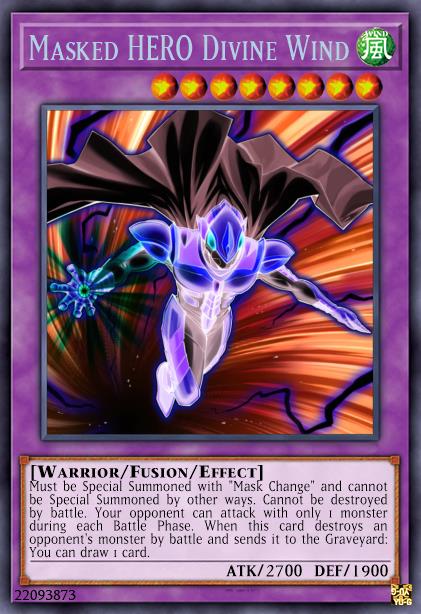 Masked HERO Divine Wind
WIND
風
[Warrior/Fusion/Effect]
Must be Special Summoned with "Mask Change" and cannot
be Special Summoned by other ways. Cannot be destroyed
by battle. Your opponent can attack with only 1 monster
during each Battle Phase. When this card destroys an
opponent's monster by battle and sends it to the Graveyard:
You can draw 1 card.
ATK/2700 DEF/1900
22093873